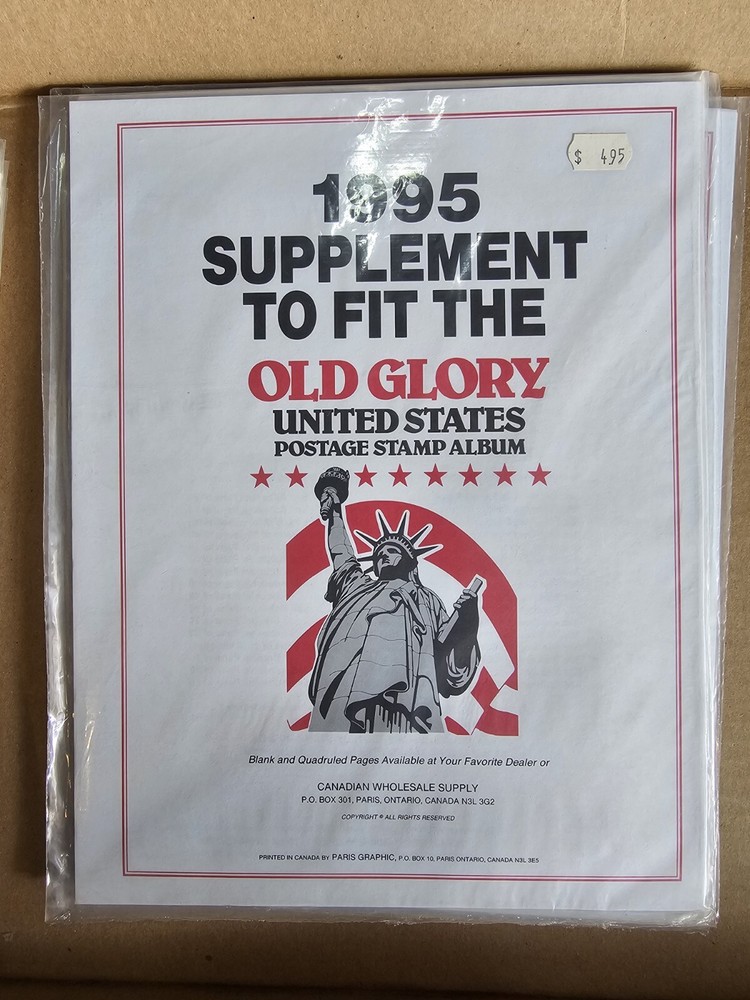 $ 4.95
1995
SUPPLEMENT
TO FIT THE
OLD GLORY
UNITED STATES
POSTAGE STAMP ALBUM
Blank and Quadruled Pages Available at Your Favorite Dealer or
CANADIAN WHOLESALE SUPPLY
P.O. BOX 301, PARIS, ONTARIO, CANADA N3L 3G2
COPYRIGHT © ALL RIGHTS RESERVED
PRINTED IN CANADA BY PARIS GRAPHIC, P.O. BOX 10, PARIS ONTARIO, CANADA N3L 3E5